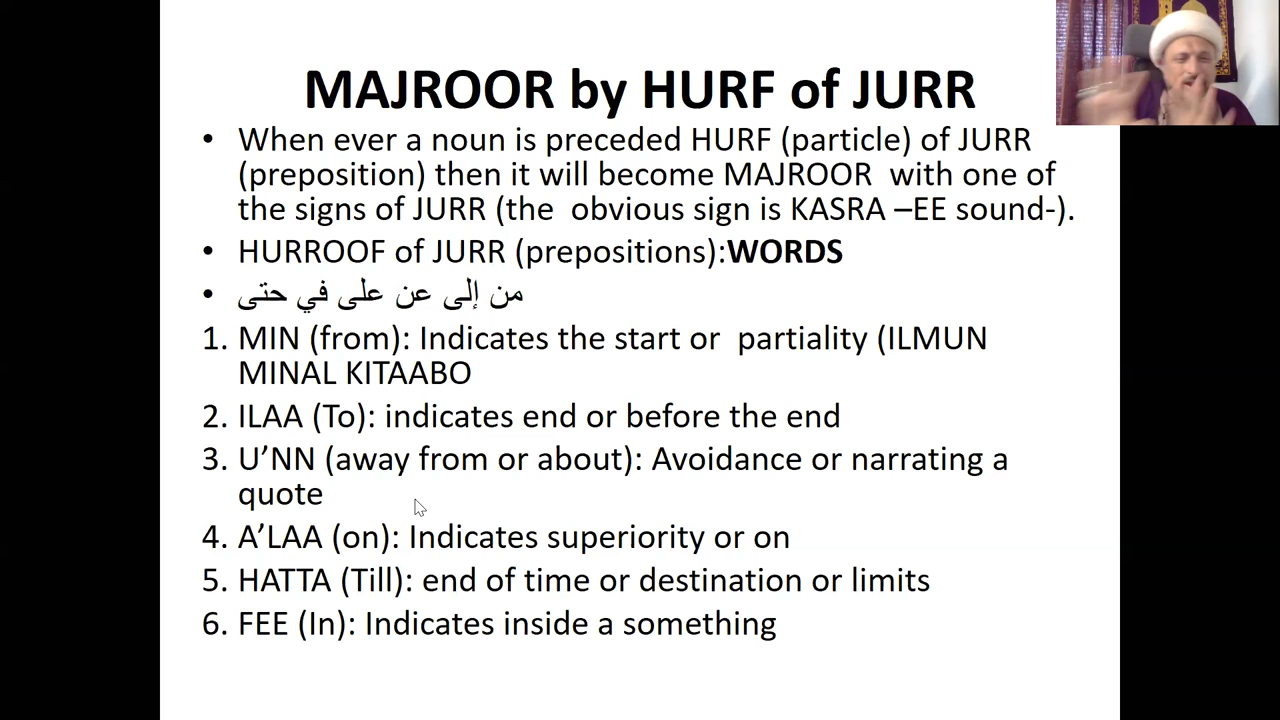 MAJROOR by HURF of JURR
• When ever a noun is preceded HURF (particle) of JURR
(preposition) then it will become MAJROOR with one of
the signs of JURR (the obvious sign is KASRA –EE sound-).
• HURROOF of JURR (prepositions):WORDS
• من إلى عن على في حتى
1. MIN (from): Indicates the start or partiality (ILMUN
MINAL KITAABO
2. ILAA (To): indicates end or before the end
3. U’NN (away from or about): Avoidance or narrating a
quote
4. A’LAA (on): Indicates superiority or on
5. HATTA (Till): end of time or destination or limits
6. FEE (In): Indicates inside a something